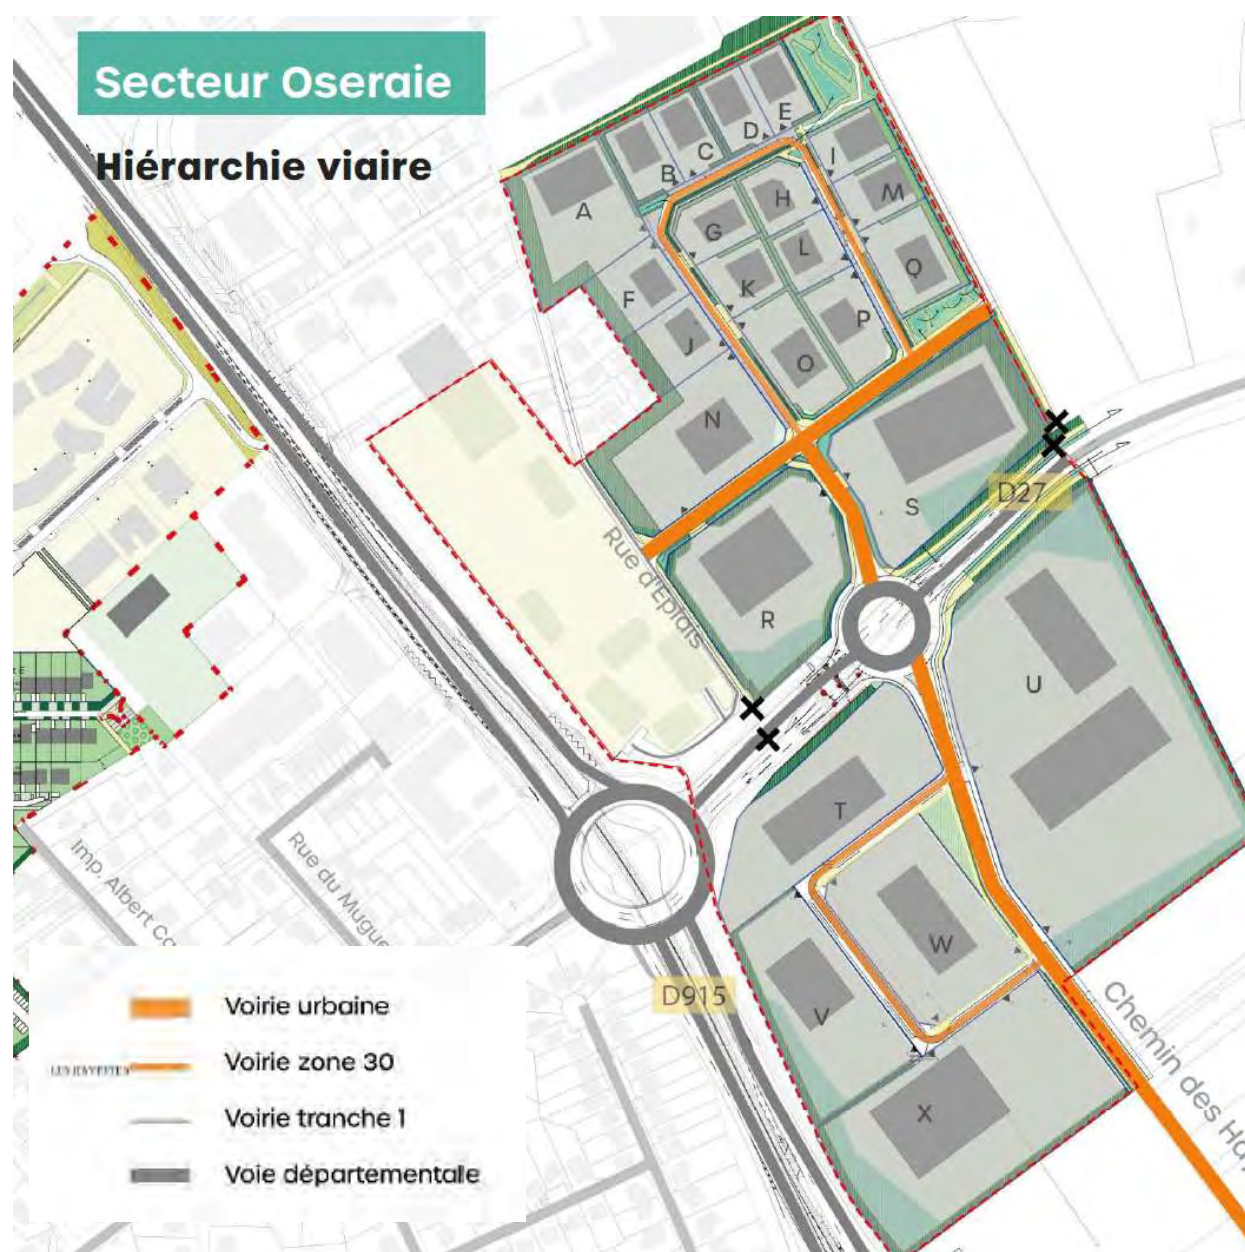 Secteur Oseraie
Hiérarchie viaire
E
D
C
B
I
A
H
M
G
L
Q
F
K
P
J
O
N
D27
S
Rue d'Epiais
R
U
T
Imp. Albert Ca
Rue du Mugue
W
D915
V
Chemin des Hay
X
Voirie urbaine
Voirie zone 30
Voirie tranche 1
Voie départementale